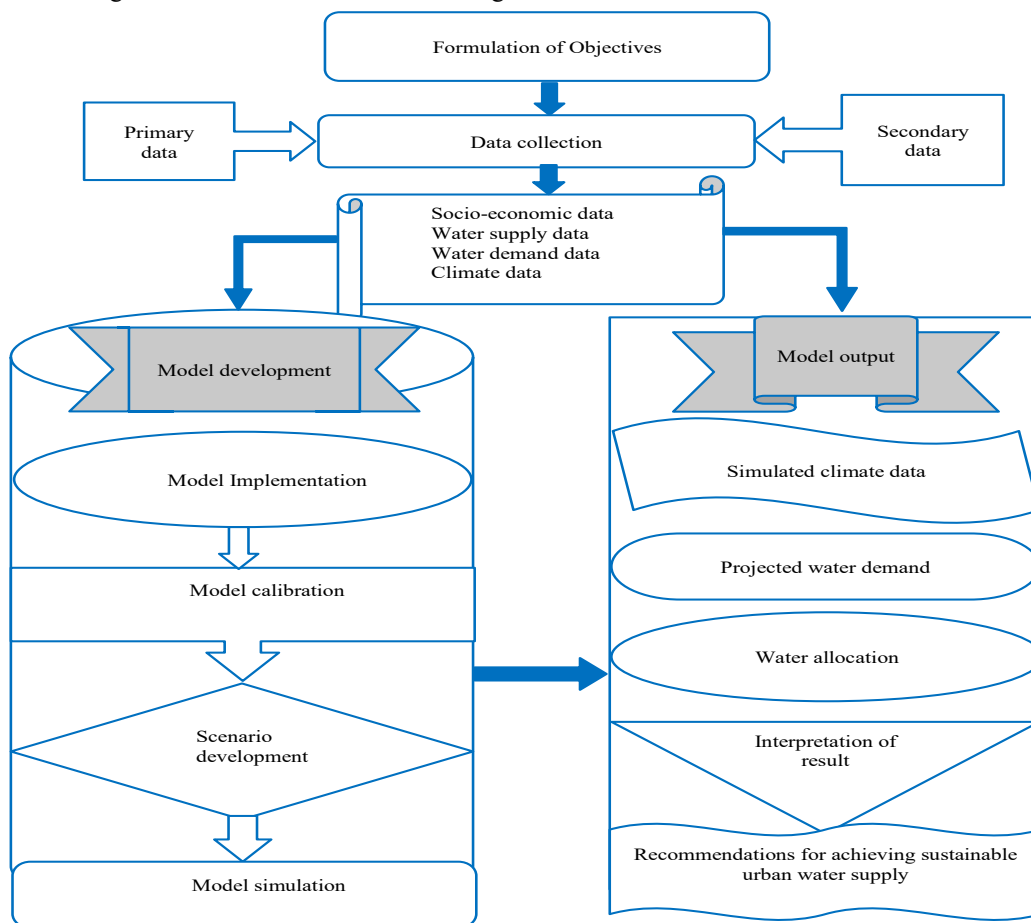 Formulation of Objectives
Primary
data
Data collection
Secondary
data
Socio-economic data
Water supply data
Water demand data
Climate data
Model development
Model Implementation
Model calibration
Scenario
development
Model simulation
Model output
Simulated climate data
Projected water demand
Water allocation
Interpretation of
result
Recommendations for achieving sustainable
urban water supply